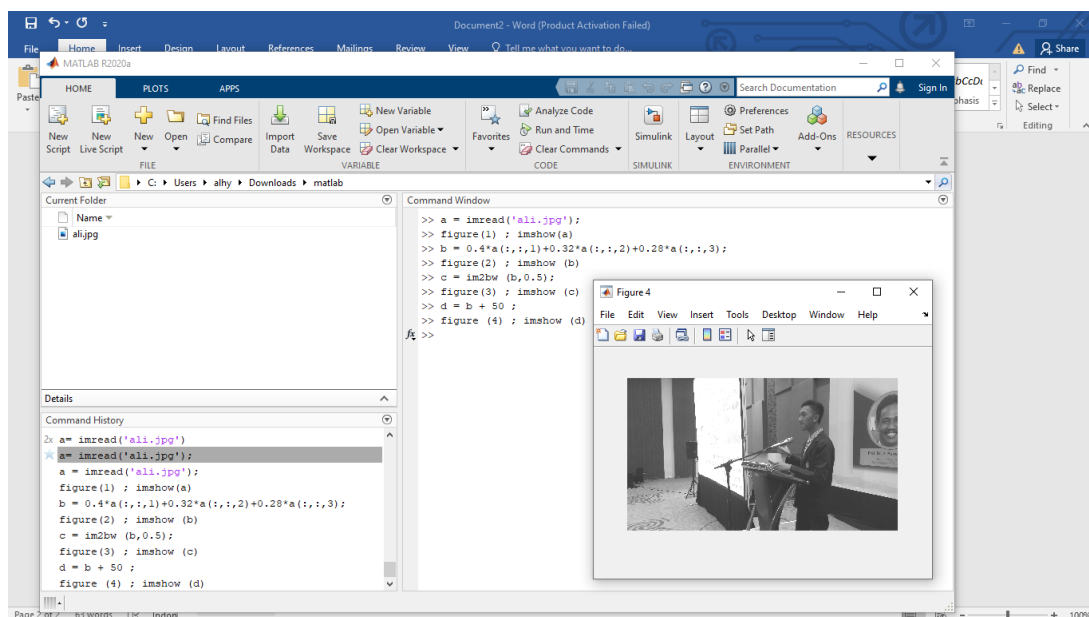 Document2 - Word (Product Activation Failed)
File Home Insert Design Layout References Mailings Review View Tell me what you want to do... Share
Paste
Find
Replace
Select
Editing
MATLAB R2020a
HOME PLOTS APPS Search Documentation Sign In
New Script
New Live Script
New
Open
Find Files
Compare
FILE
Import Data
Save Workspace
New Variable
Open Variable
Clear Workspace
VARIABLE
Favorites
Analyze Code
Run and Time
Clear Commands
CODE
Simulink
SIMULINK
Layout
Preferences
Set Path
Parallel
Add-Ons
ENVIRONMENT
RESOURCES
C: Users alhy Downloads matlab
Current Folder
Name
ali.jpg
Details
Command History
2x a= imread('ali.jpg')
a= imread('ali.jpg');
a = imread('ali.jpg');
figure(1) ; imshow(a)
b = 0.4*a(:,:,1)+0.32*a(:,:,2)+0.28*a(:,:,3);
figure(2) ; imshow (b)
c = im2bw (b,0.5);
figure(3) ; imshow (c)
d = b + 50 ;
figure (4) ; imshow (d)
Command Window
>> a = imread('ali.jpg');
>> figure(1) ; imshow(a)
>> b = 0.4*a(:,:,1)+0.32*a(:,:,2)+0.28*a(:,:,3);
>> figure(2) ; imshow (b)
>> c = im2bw (b,0.5);
>> figure(3) ; imshow (c)
>> d = b + 50 ;
>> figure (4) ; imshow (d)
fx >>
Figure 4
File Edit View Insert Tools Desktop Window Help
Page 2 of 2 63 words
100%